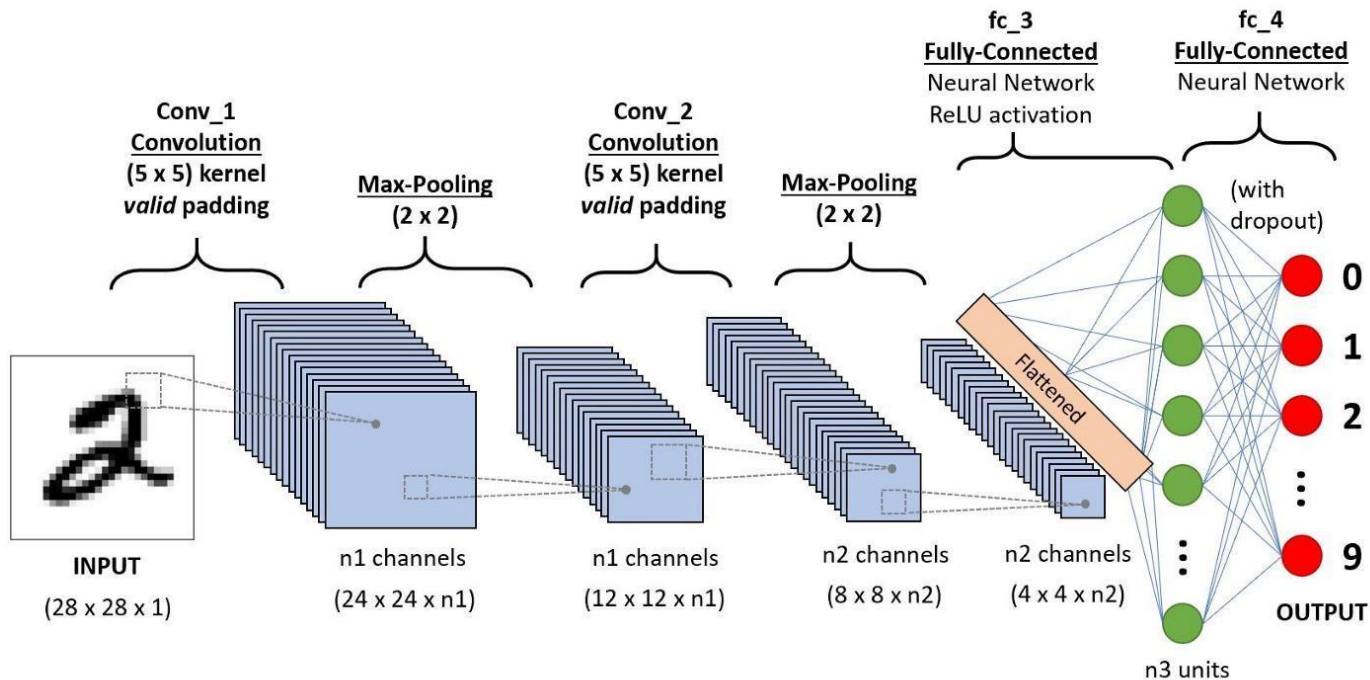 fc_3
Fully-Connected
Neural Network
ReLU activation
fc_4
Fully-Connected
Neural Network
Conv_1
Convolution
(5 x 5) kernel
valid padding
Max-Pooling
(2 x 2)
Conv_2
Convolution
(5 x 5) kernel
valid padding
Max-Pooling
(2 x 2)
(with
dropout)
0
1
2
...
9
Flattened
...
INPUT
(28 x 28 x 1)
n1 channels
(24 x 24 x n1)
n1 channels
(12 x 12 x n1)
n2 channels
(8 x 8 x n2)
n2 channels
(4 x 4 x n2)
OUTPUT
n3 units
2